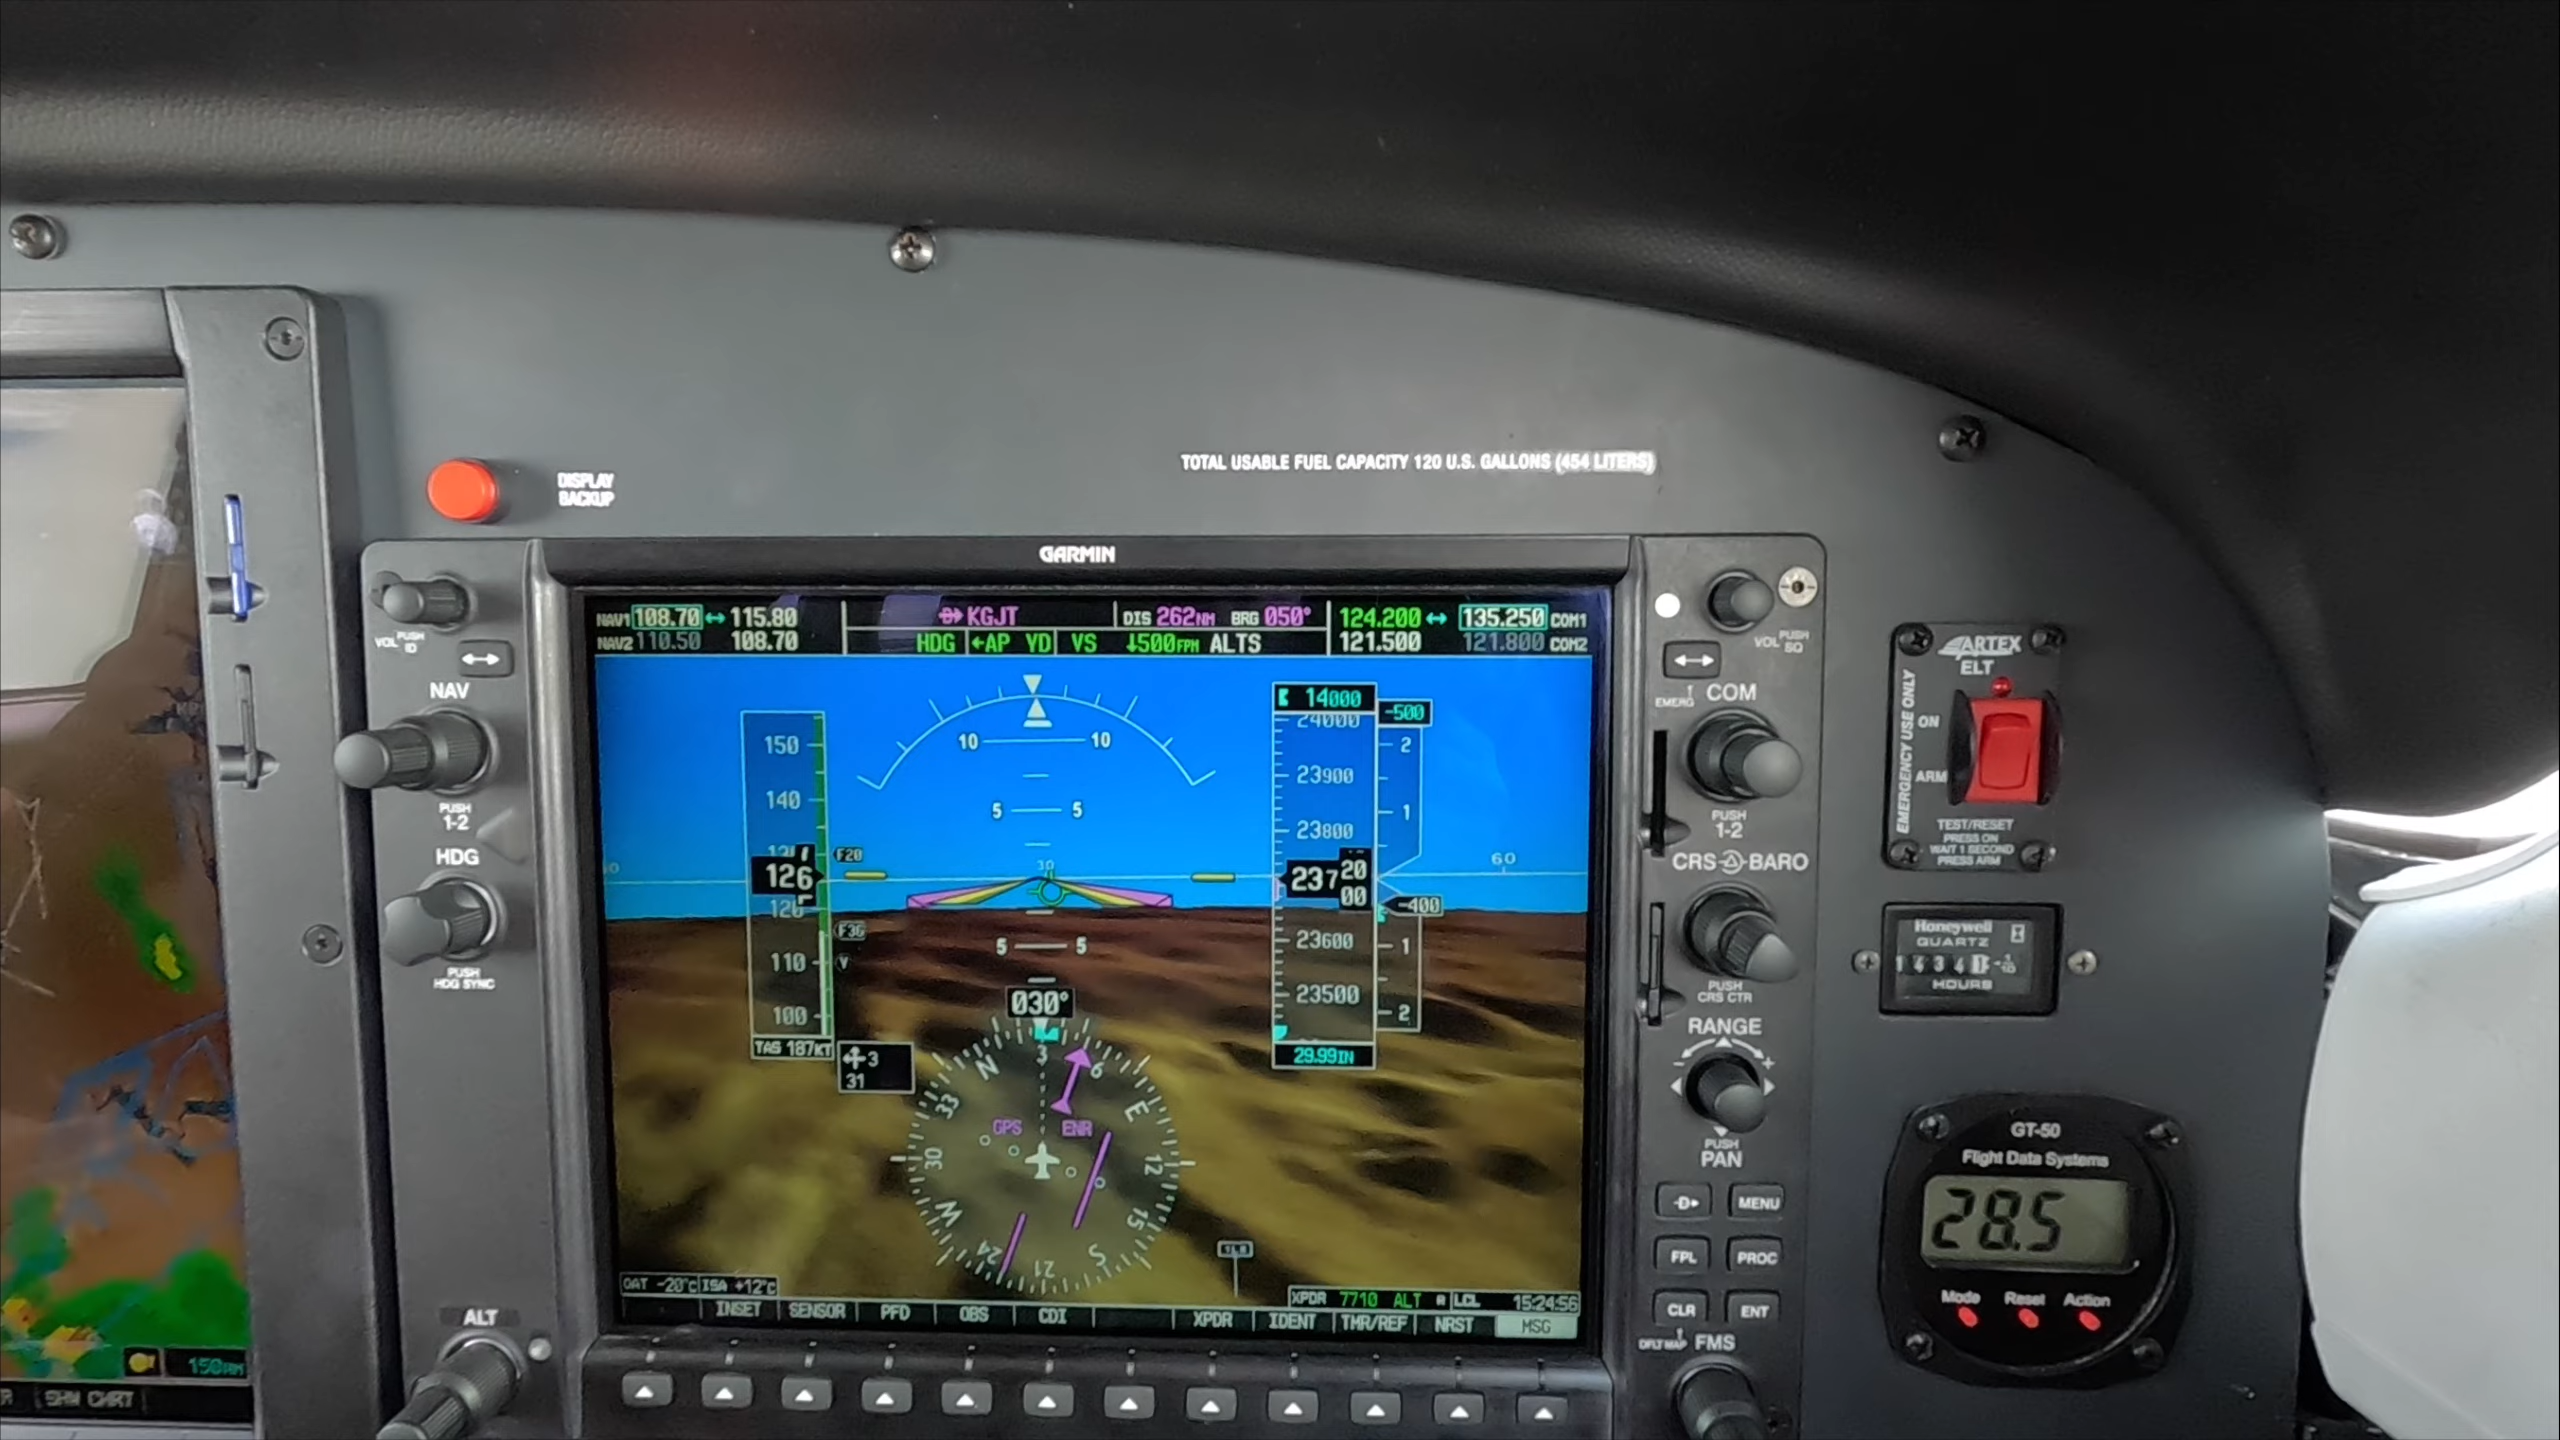 TOTAL USABLE FUEL CAPACITY 120 U.S. GALLONS (454 LITERS)
DISPLAY
BACKUP
GARMIN
NAV1 108.70 ↔ 115.80
NAV2 110.50 108.70
KGJT
DIS 262NM BRG 050°
HDG ←AP YD VS ↓500FPM ALTS
124.200 ↔ 135.250 COM1
121.500 121.800 COM2
VOL PUSH ID
NAV
PUSH
1-2
HDG
PUSH
HDG SYNC
ALT
150
140
126
110
100
TAS 187KT
F20
F36
Y
3
31
10 10
5 5
30
5 5
60
14000
24000
23900
23800
237 20
00
23600
23500
29.99IN
-500
2
1
-400
1
2
030°
N 3 6 E 12 15 S 21 24 W 30 33
GPS ENR
OAT -20°C ISA +12°C
XPDR 7710 ALT R LCL 15:24:56
INSET SENSOR PFD OBS CDI XPDR IDENT TMR/REF NRST MSG
VOL PUSH SQ
EMERG
COM
PUSH
1-2
CRS BARO
PUSH
CRS CTR
RANGE
- +
PUSH
PAN
D MENU
FPL PROC
CLR ENT
DFLT MAP FMS
ARTEX
ELT
EMERGENCY USE ONLY
ON
ARM
TEST/RESET
PRESS ON
WAIT 1 SECOND
PRESS ARM
Honeywell
QUARTZ
HOURS
GT-50
Flight Data Systems
28.5
Mode Reset Action
150NM
SHW CHRT